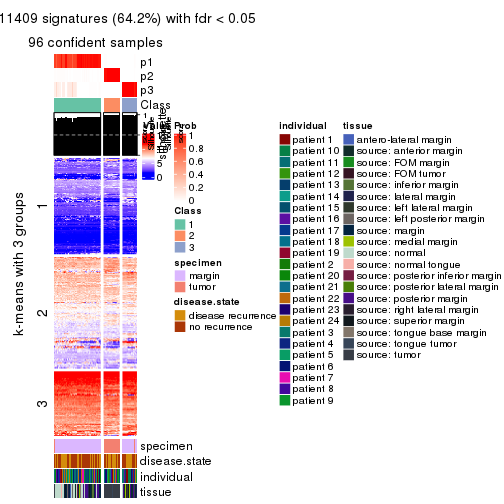 11409 signatures (64.2%) with fdr < 0.05
96 confident samples
p1
p2
p3
Class
Prob
1
0.8
0.6
0.4
0.2
0
5
0
Class
1
2
3
specimen
margin
tumor
disease.state
disease recurrence
no recurrence
k-means with 3 groups
1
2
3
specimen
disease.state
individual
tissue
individual
patient 1
patient 10
patient 11
patient 12
patient 13
patient 14
patient 15
patient 16
patient 17
patient 18
patient 19
patient 2
patient 20
patient 21
patient 22
patient 23
patient 24
patient 3
patient 4
patient 5
patient 6
patient 7
patient 8
patient 9
tissue
antero-lateral margin
source: anterior margin
source: FOM margin
source: FOM tumor
source: inferior margin
source: lateral margin
source: left lateral margin
source: left posterior margin
source: margin
source: medial margin
source: normal
source: normal tongue
source: posterior inferior margin
source: posterior lateral margin
source: posterior margin
source: right lateral margin
source: superior margin
source: tongue base margin
source: tongue tumor
source: tumor